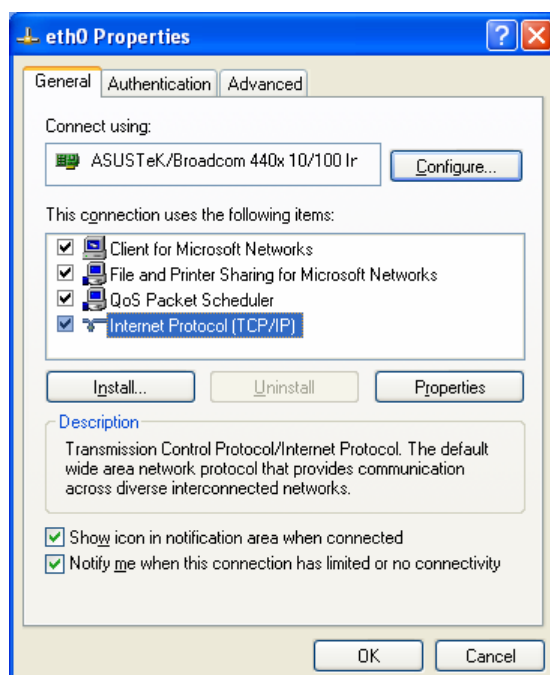 eth0 Properties
General Authentication Advanced
Connect using:
ASUSTeK/Broadcom 440x 10/100 Ir Configure...
This connection uses the following items:
Client for Microsoft Networks
File and Printer Sharing for Microsoft Networks
QoS Packet Scheduler
Internet Protocol (TCP/IP)
Install... Uninstall Properties
Description
Transmission Control Protocol/Internet Protocol. The default
wide area network protocol that provides communication
across diverse interconnected networks.
Show icon in notification area when connected
Notify me when this connection has limited or no connectivity
OK Cancel